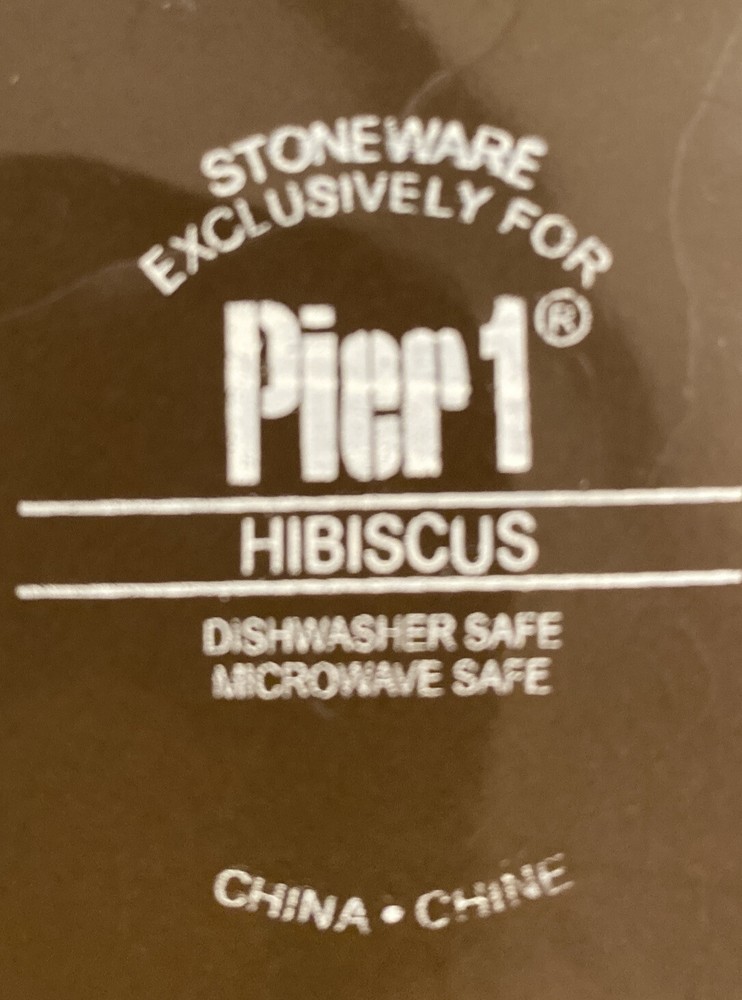 STONEWARE
EXCLUSIVELY FOR
Pier 1®
HIBISCUS
DISHWASHER SAFE
MICROWAVE SAFE
CHINA • CHINE